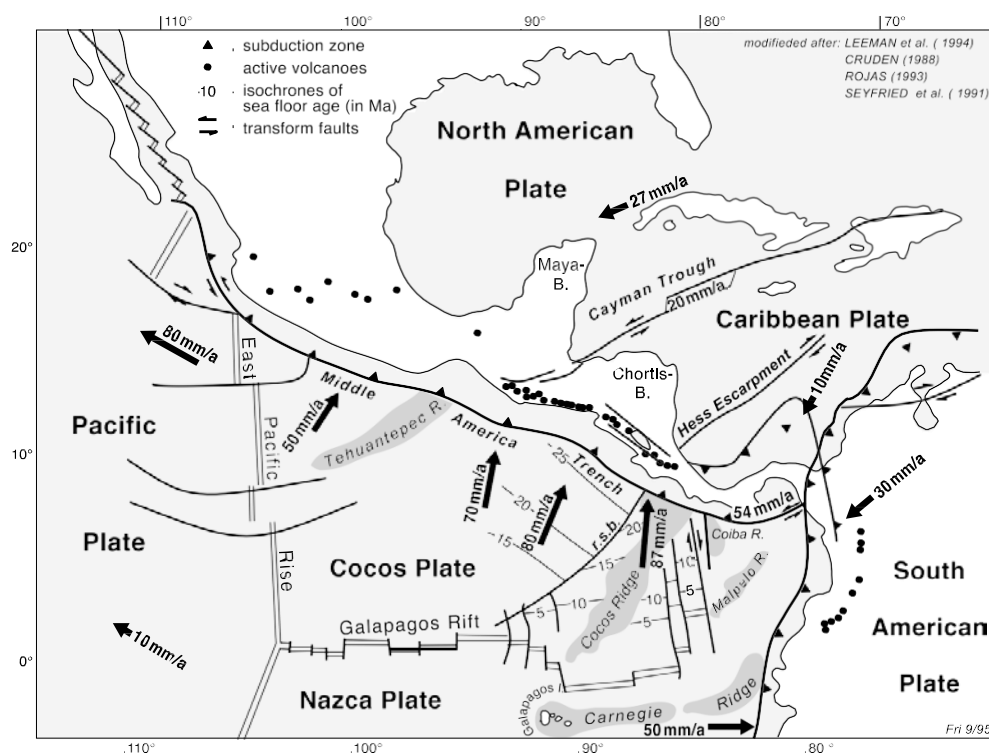 110°
100°
90°
80°
70°
subduction zone
active volcanoes
10 isochrones of
sea floor age (in Ma)
transform faults
modifieded after: LEEMAN et al. ( 1994)
CRUDEN (1988)
ROJAS (1993)
SEYFRIED et al. ( 1991)
North American
Plate
27 mm/a
20°
Maya-
B.
Cayman Trough
20 mm/a
Caribbean Plate
80 mm/a
East
Pacific
Rise
Chortis-
B.
Hess Escarpment
10 mm/a
Middle
America
Trench
50 mm/a
Tehuantepec R.
Pacific
Plate
10°
70 mm/a
80 mm/a
-25
-20
-15
r.s.b.
20
15
10
5
87 mm/a
54 mm/a
30 mm/a
Coiba R.
Malpulo R.
10
-5-
-10
-5
Cocos Ridge
Cocos Plate
South
American
Plate
Galapagos Rift
0°
10 mm/a
Nazca Plate
Galapagos I.
Carnegie
Ridge
50 mm/a
Fri 9/95
110°
100°
90°
80°